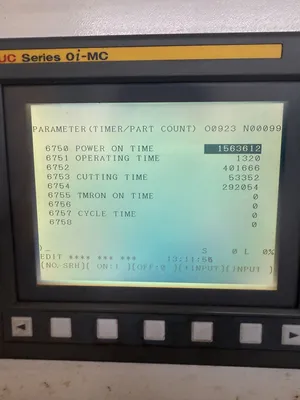 UC Series 0i-MC
PARAMETER(TIMER/PART COUNT) O0923 N00099
6750 POWER ON TIME 1563612
6751 OPERATING TIME 1320
6752 401666
6753 CUTTING TIME 53352
6754 292054
6755 TMRON ON TIME 0
6756 0
6757 CYCLE TIME 0
6758 0
)_
S 0 L 0%
EDIT **** *** ***
[NO.SRH][ ON:1 ][OFF:0 ][+INPUT][INPUT ]